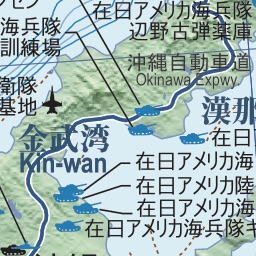 在日アメリカ海兵隊
海兵隊
辺野古弾薬庫
訓練場
沖縄自動車道
Okinawa Expwy.
衛隊
基地
漢那
金武湾
Kin-wan
在日
在日アメリカ海
在日アメリカ陸
在日アメリカ海
在日アメリカ海兵隊キ